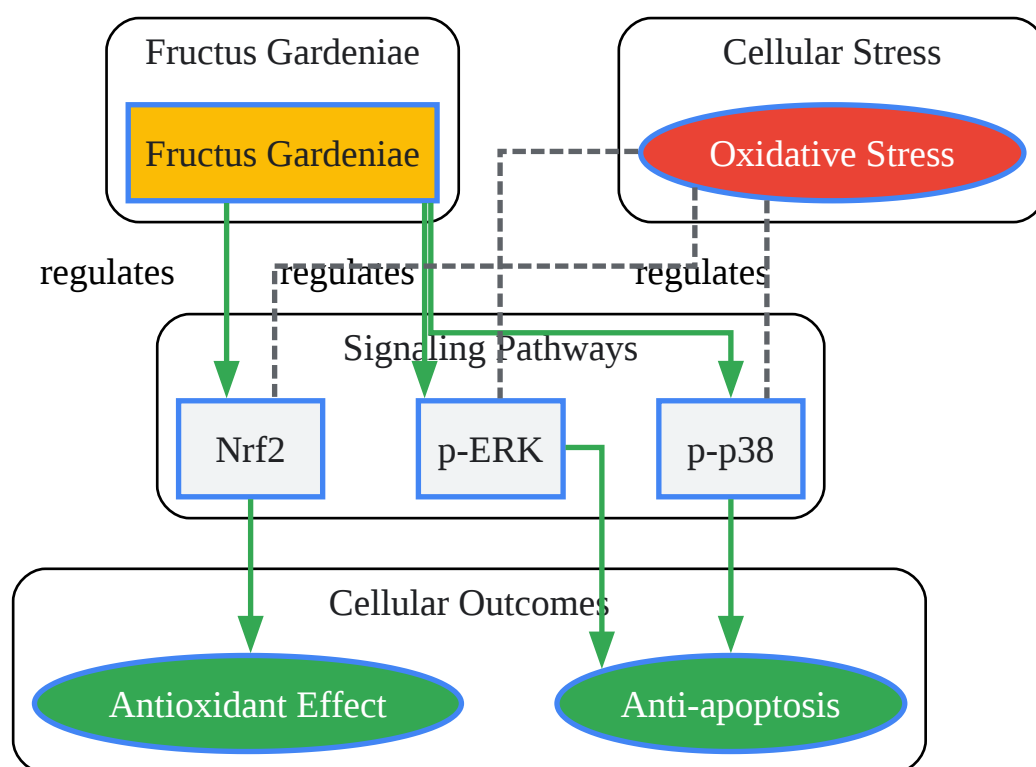 Fructus Gardeniae
Cellular Stress
Fructus Gardeniae
Oxidative Stress
regulates
regulates
regulates
Signaling Pathways
Nrf2
p-ERK
p-p38
Cellular Outcomes
Antioxidant Effect
Anti-apoptosis